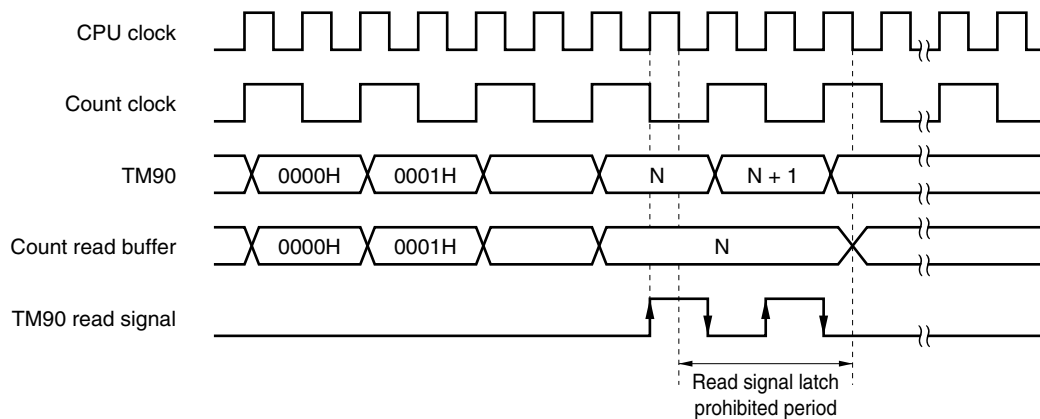 CPU clock
Count clock
TM90 0000H 0001H N N + 1
Count read buffer 0000H 0001H N
TM90 read signal
Read signal latch
prohibited period